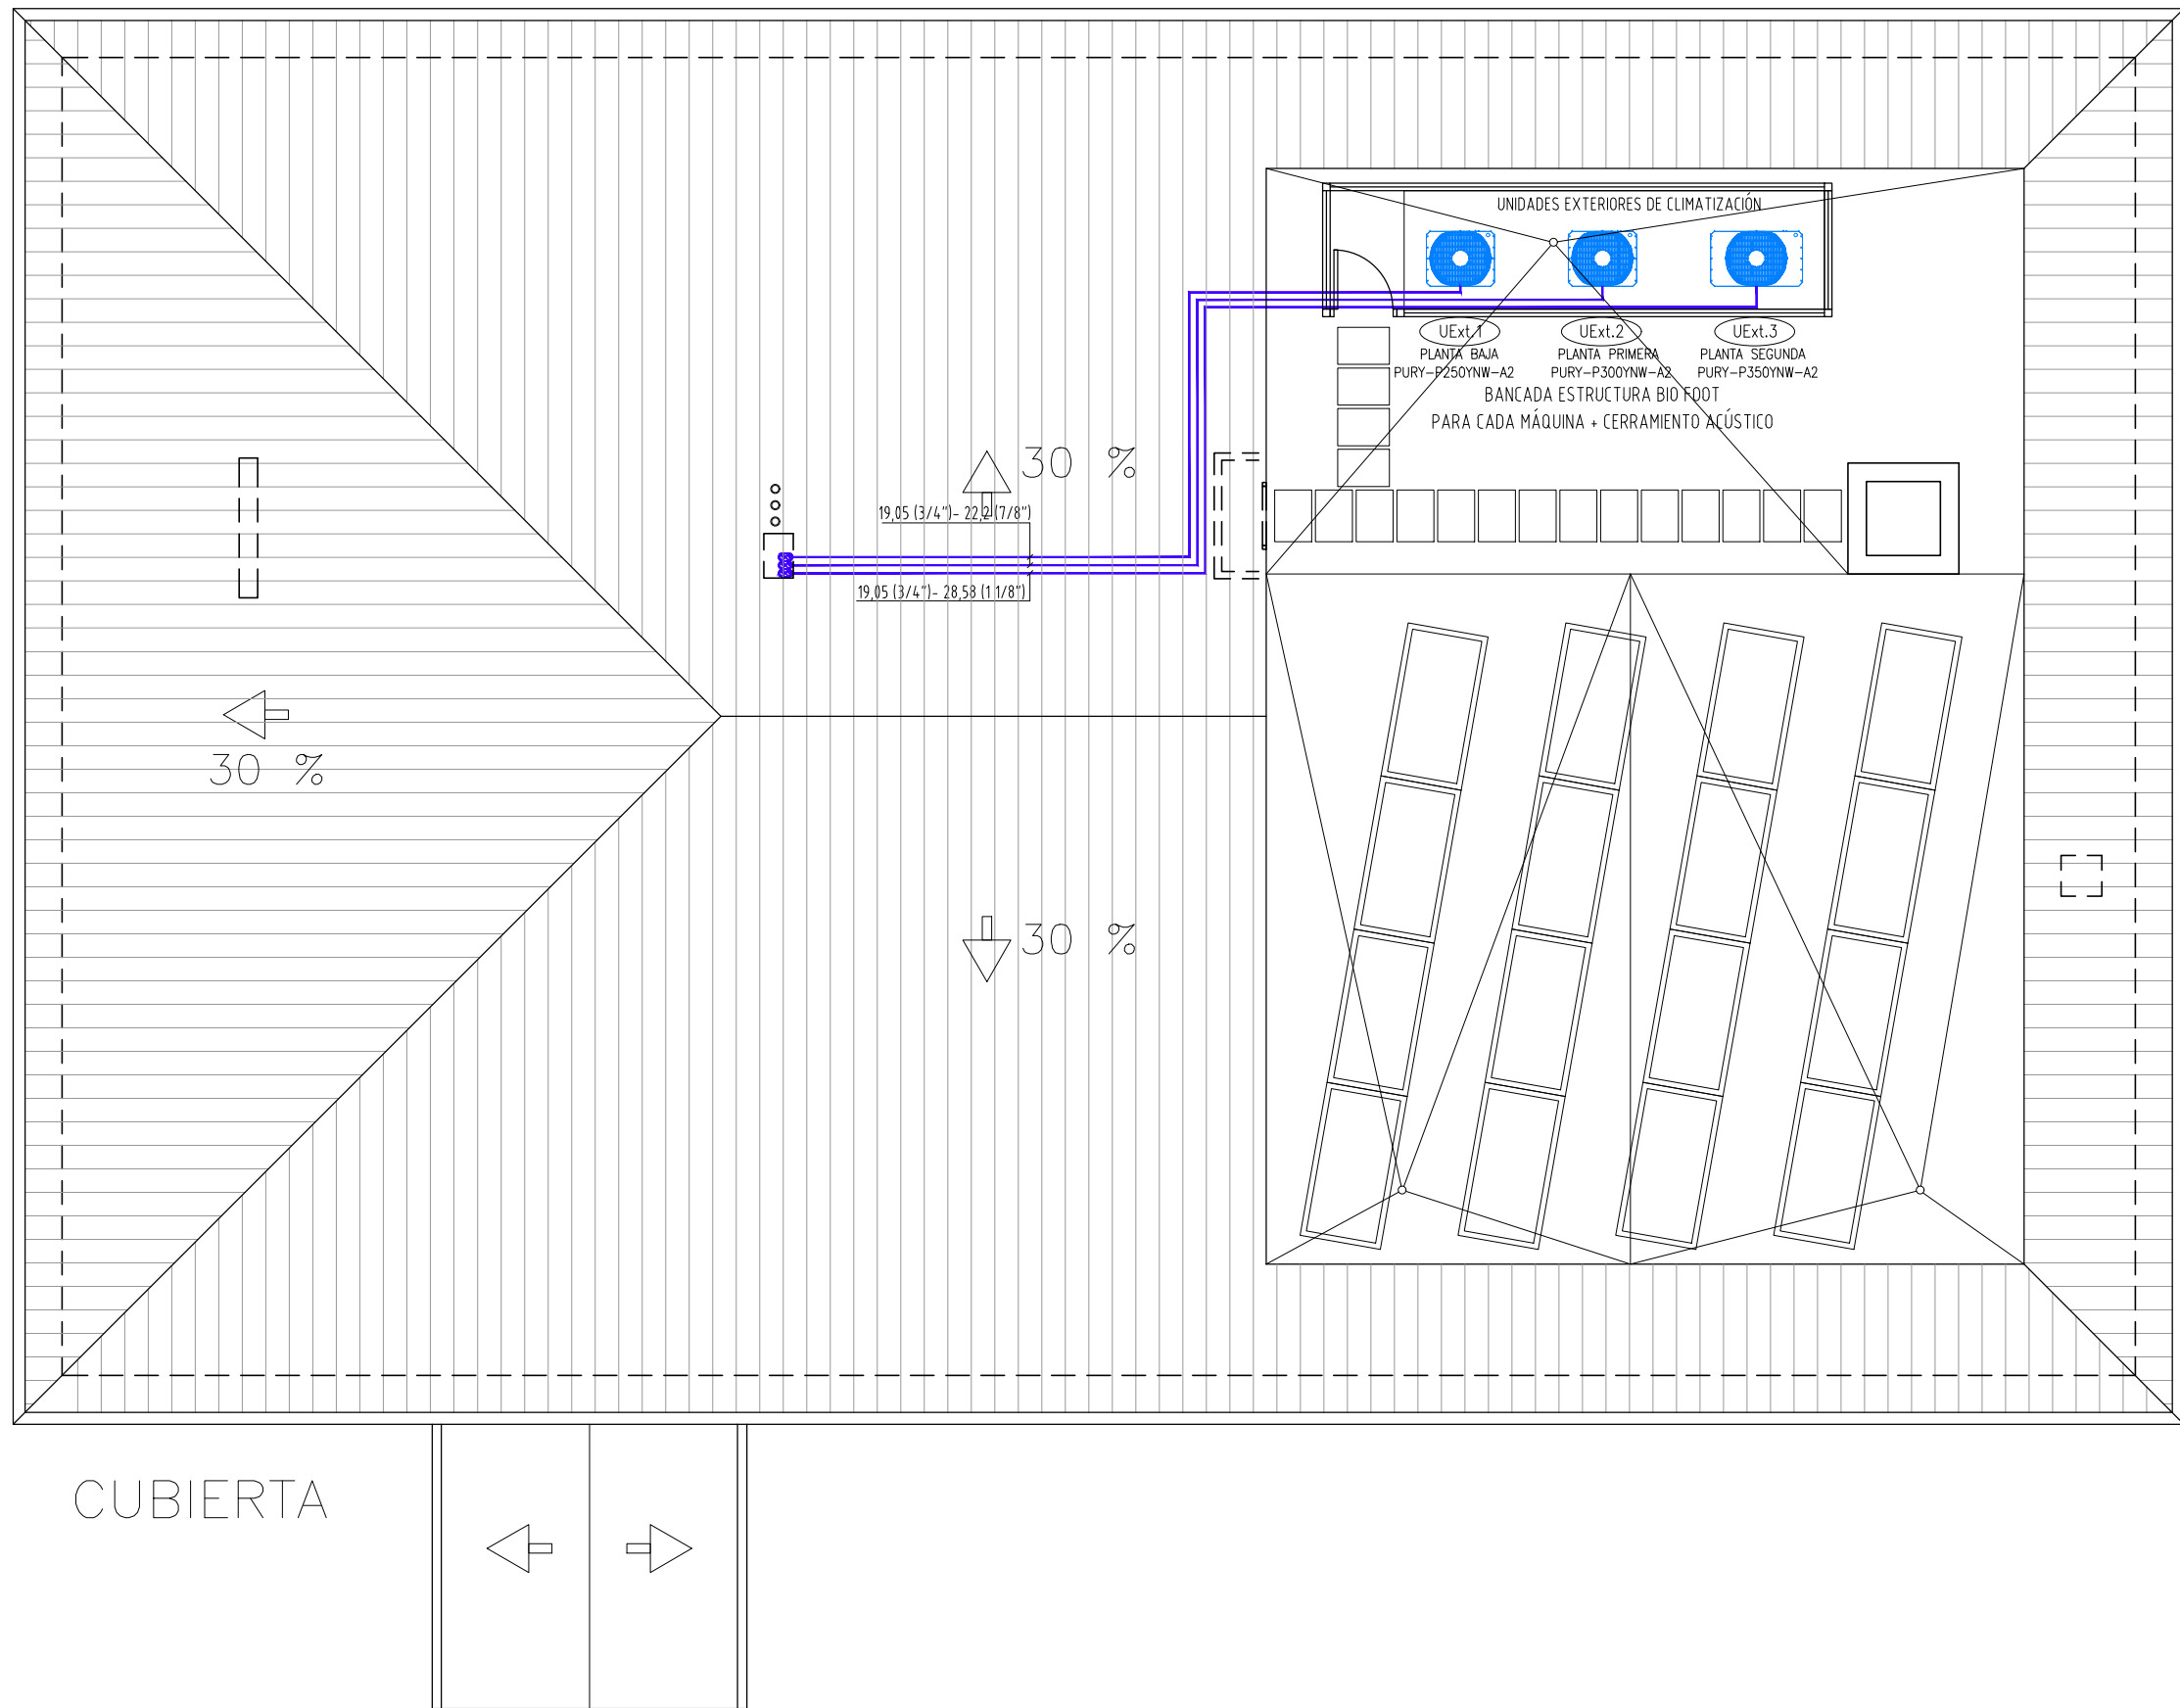 UNIDADES EXTERIORES DE CLIMATIZACIÓN
UExt.1
UExt.2
UExt.3
PLANTA BAJA
PLANTA PRIMERA
PLANTA SEGUNDA
PURY-P250YNW-A2
PURY-P300YNW-A2
PURY-P350YNW-A2
BANCADA ESTRUCTURA BIO FOOT
PARA CADA MÁQUINA + CERRAMIENTO ACÚSTICO
30 %
19,05 (3/4")- 22,2 (7/8")
19,05 (3/4")- 28,58 (1 1/8")
30 %
30 %
CUBIERTA